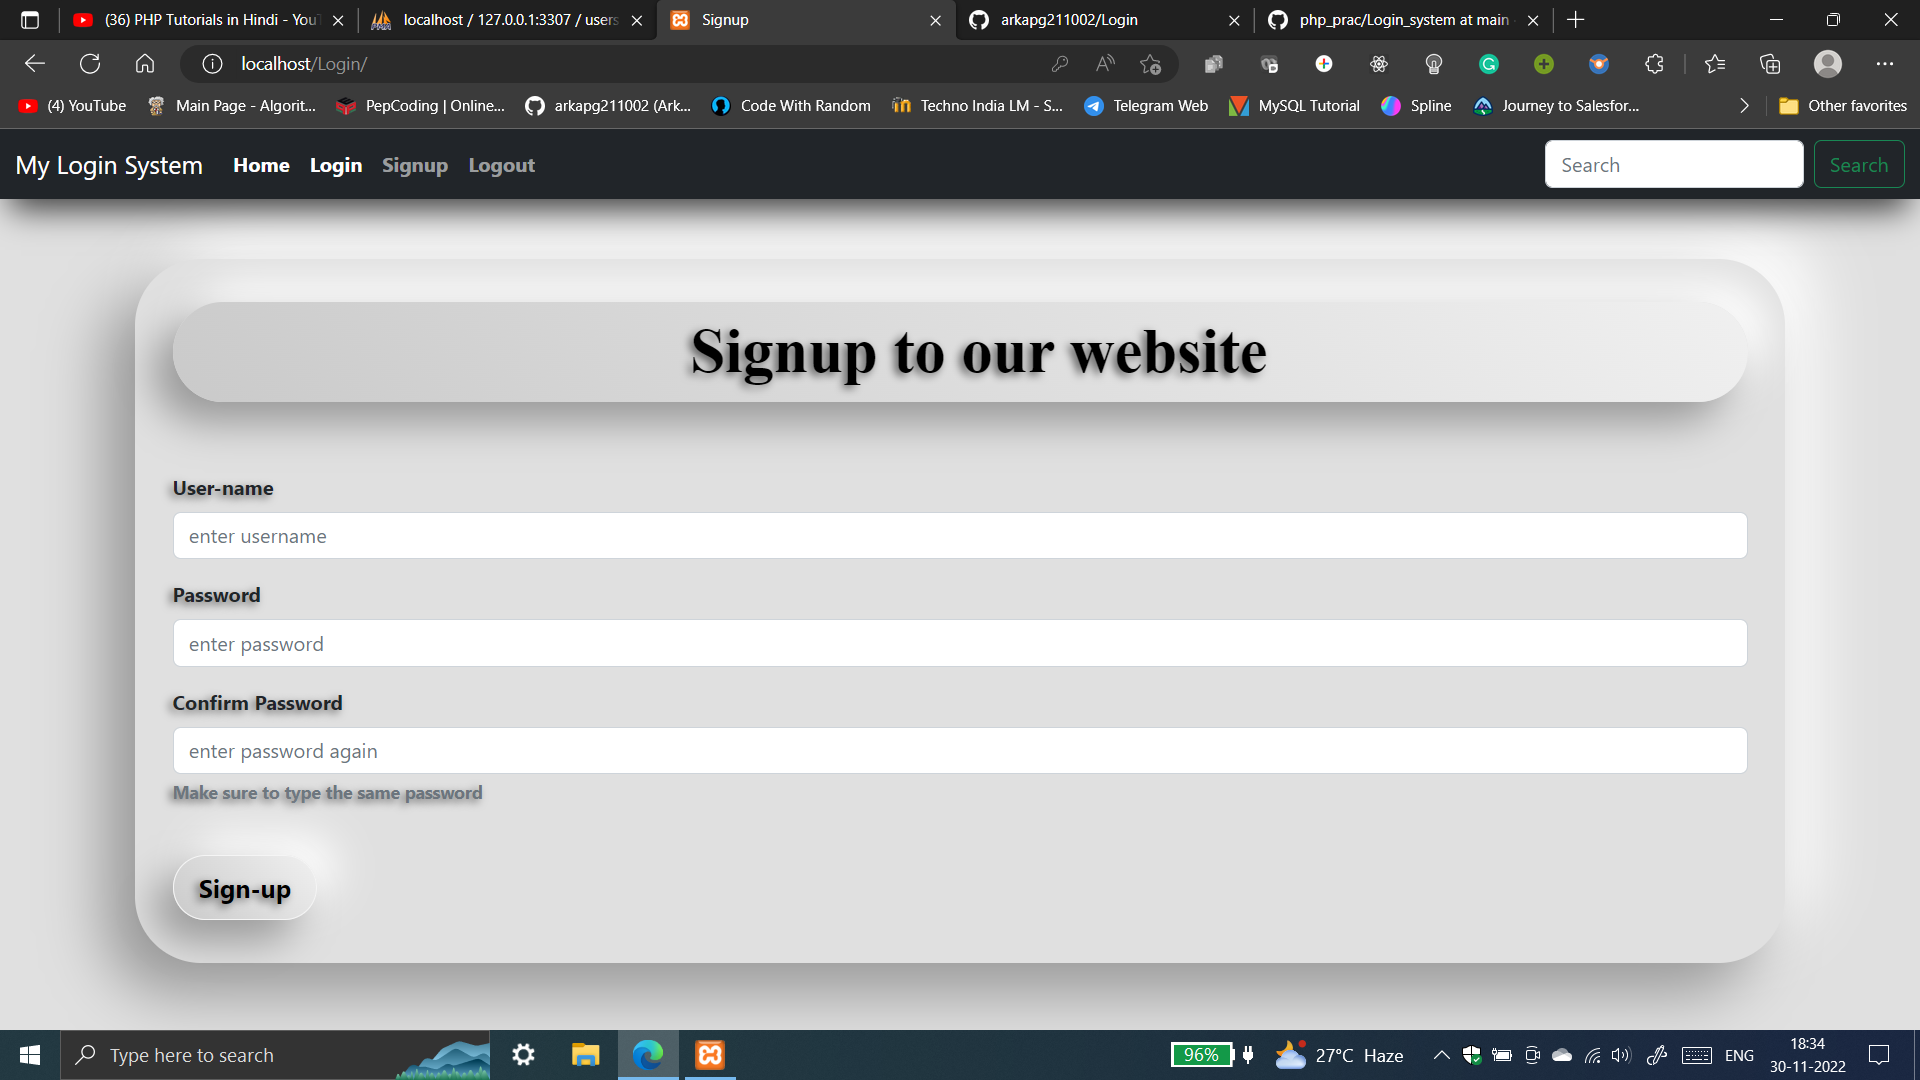 (36) PHP Tutorials in Hindi - You
localhost / 127.0.0.1:3307 / users
Signup
arkapg211002/Login
php_prac/Login_system at main
localhost/Login/
(4) YouTube
Main Page - Algorit...
PepCoding | Online...
arkapg211002 (Ark...
Code With Random
Techno India LM - S...
Telegram Web
MySQL Tutorial
Spline
Journey to Salesfor...
Other favorites
My Login System
Home
Login
Signup
Logout
Search
Search
Signup to our website
User-name
enter username
Password
enter password
Confirm Password
enter password again
Make sure to type the same password
Sign-up
Type here to search
96%
27°C Haze
ENG
18:34
30-11-2022